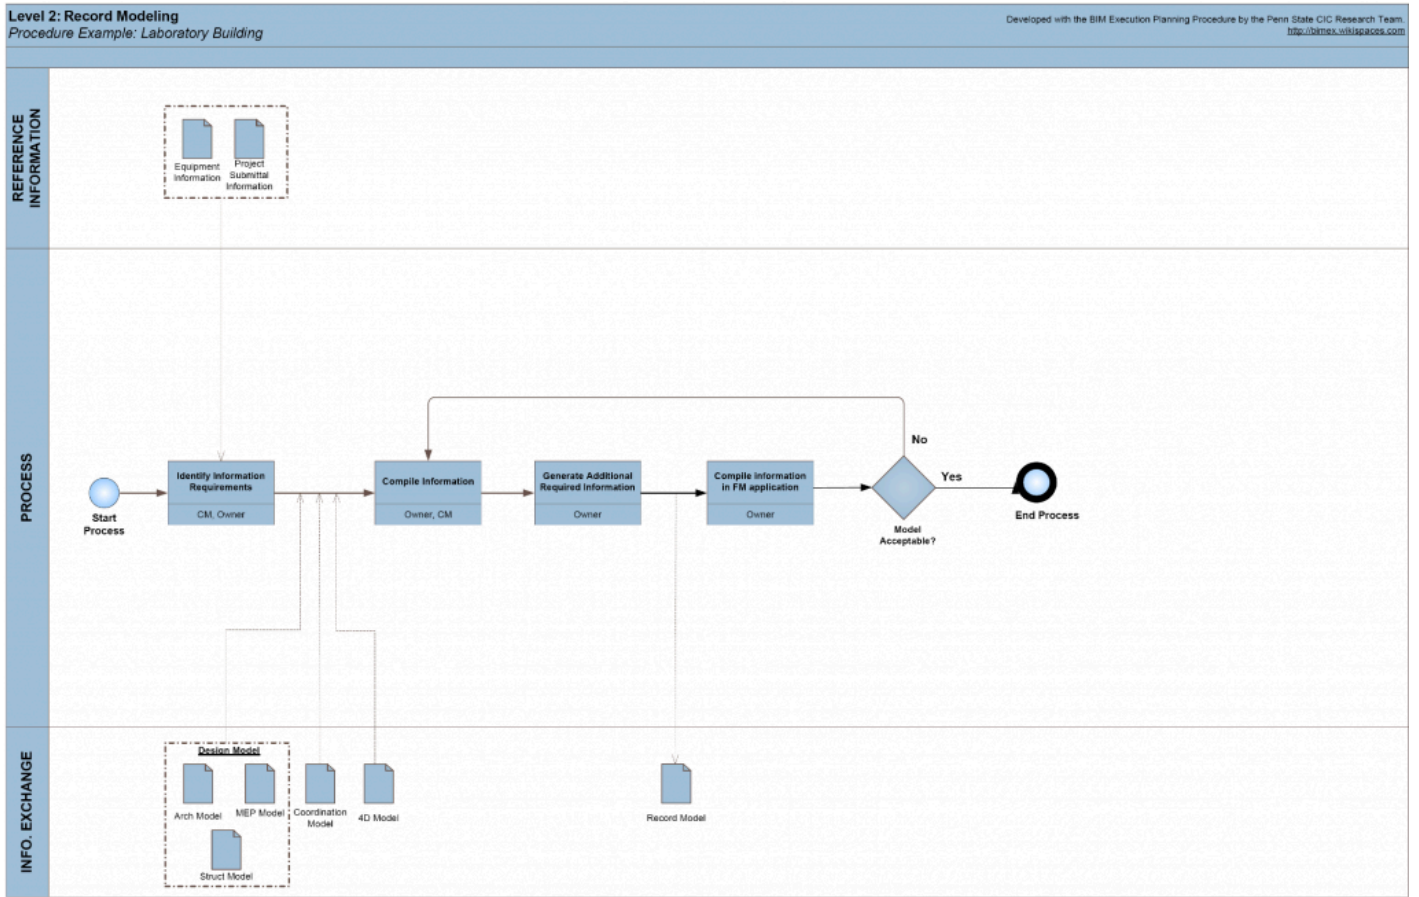 Level 2: Record Modeling
Procedure Example: Laboratory Building
Developed with the BIM Execution Planning Procedure by the Penn State CIC Research Team.
http://bimex.wikispaces.com
REFERENCE
INFORMATION
Equipment
Information
Project
Submittal
Information
PROCESS
Start
Process
Identify Information
Requirements
CM, Owner
Compile Information
Owner, CM
Generate Additional
Required Information
Owner
Compile Information
in FM application
Owner
No
Yes
Model
Acceptable?
End Process
INFO. EXCHANGE
Design Model
Arch Model
MEP Model
Struct Model
Coordination
Model
4D Model
Record Model